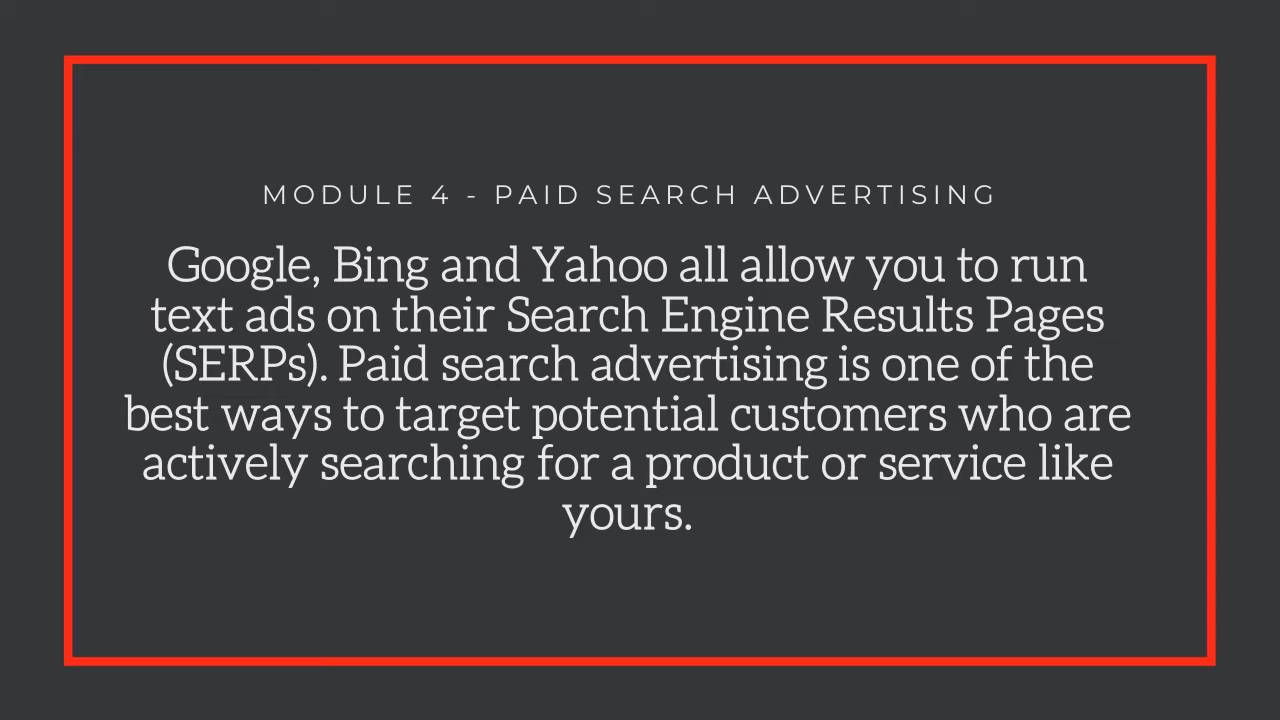 MODULE 4 - PAID SEARCH ADVERTISING
Google, Bing and Yahoo all allow you to run
text ads on their Search Engine Results Pages
(SERPs). Paid search advertising is one of the
best ways to target potential customers who are
actively searching for a product or service like
yours.